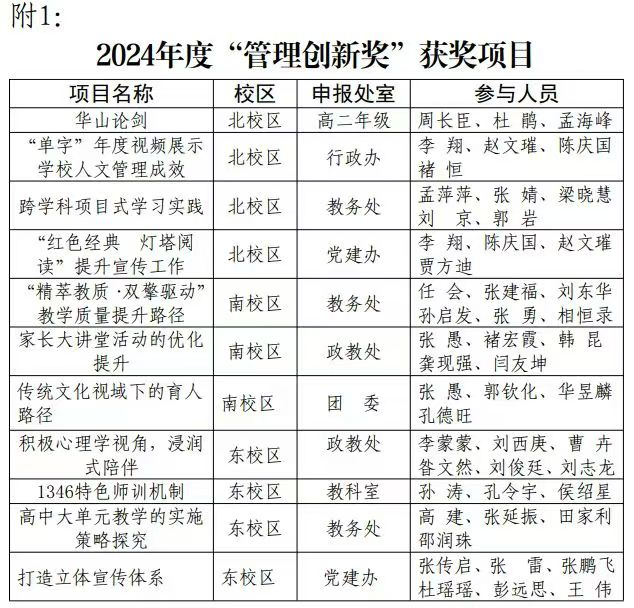 附1：
2024年度“管理创新奖”获奖项目
项目名称 校区 申报处室 参与人员
华山论剑 北校区 高二年级 周长臣、杜 鹃、孟海峰
“单字”年度视频展示 李 翔、赵文璀、陈庆国
学校人文管理成效 北校区 行政办 褚 恒
跨学科项目式学习实践 北校区 教务处 孟萍萍、张 婧、梁晓慧
刘 京、郭 岩
“红色经典 灯塔阅 李 翔、陈庆国、赵文璀
读”提升宣传工作 北校区 党建办 贾方迪
“精萃教质·双擎驱动” 任 会、张建福、刘东华
教学质量提升路径 南校区 教务处 孙启发、张 勇、相恒录
家长大讲堂活动的优化 张 愚、褚宏霞、韩 昆
提升 南校区 政教处 龚现强、闫友坤
传统文化视域下的育人 张 愚、郭钦化、华昱麟
路径 南校区 团 委 孔德旺
积极心理学视角，浸润 政教处 李蒙蒙、刘西庚、曹 卉
式陪伴 东校区 昝文然、刘俊廷、刘志龙
1346特色师训机制 东校区 教科室 孙 涛、孔令宇、侯绍星
高中大单元教学的实施 高 建、张延振、田家利
策略探究 东校区 教务处 邵润珠
打造立体宣传体系 东校区 党建办 张传启、张 雷、张鹏飞
杜瑶瑶、彭远思、王 伟